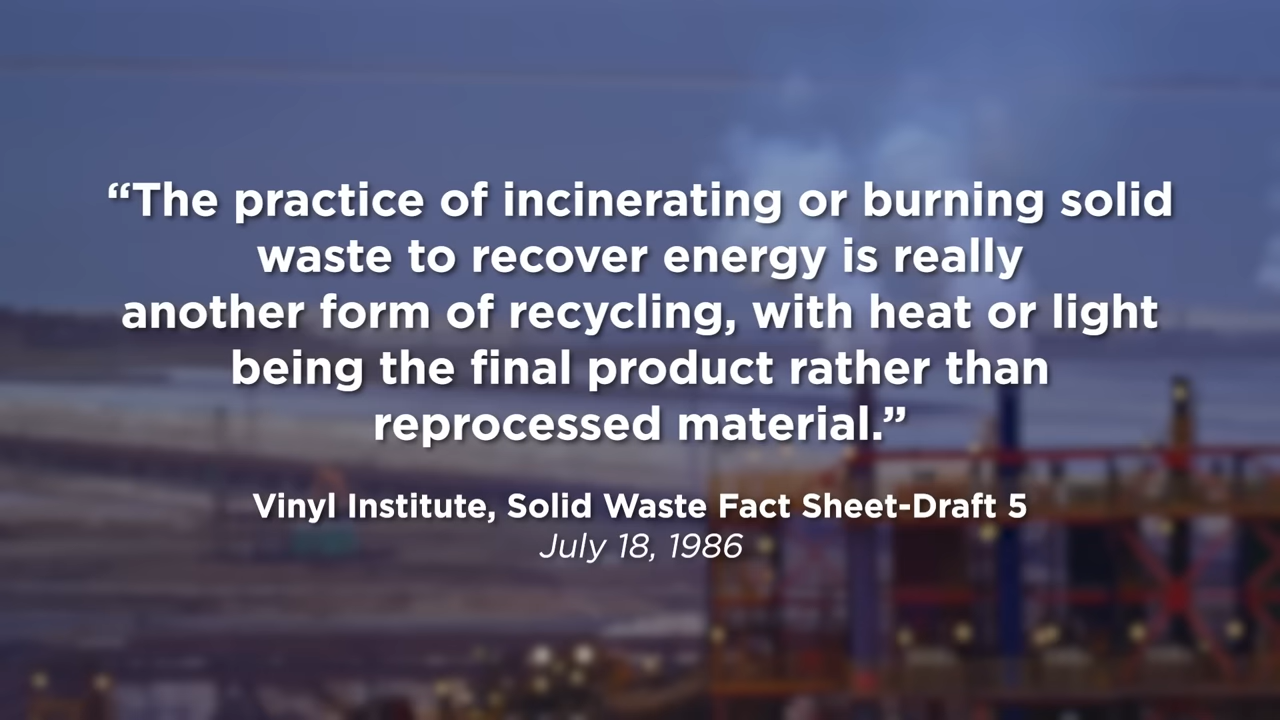 “The practice of incinerating or burning solid
waste to recover energy is really
another form of recycling, with heat or light
being the final product rather than
reprocessed material.”
Vinyl Institute, Solid Waste Fact Sheet-Draft 5
July 18, 1986